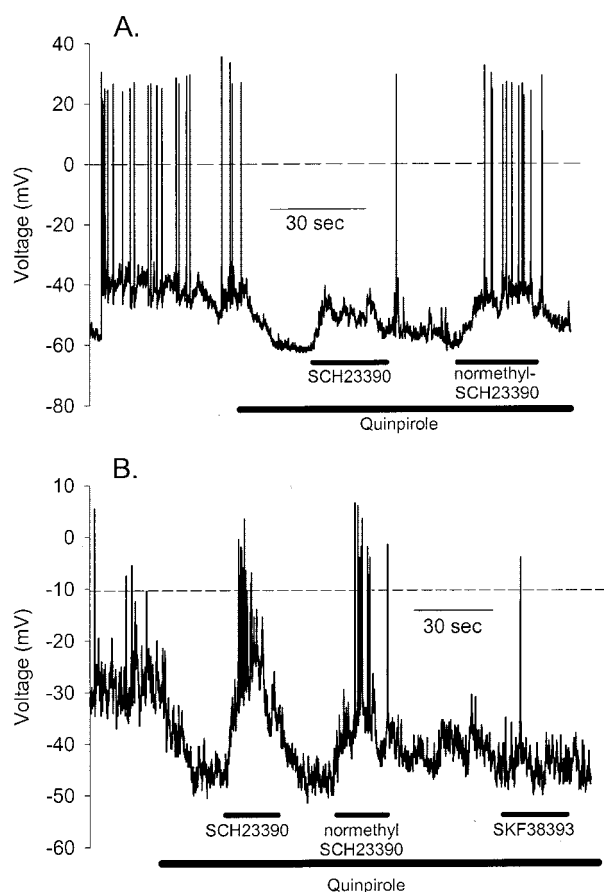 A.
40
20
0
-20
-40
-60
-80
Voltage (mV)
30 sec
SCH23390
normethyl-
SCH23390
Quinpirole
B.
10
0
-10
-20
-30
-40
-50
-60
Voltage (mV)
30 sec
SCH23390
normethyl
SCH23390
SKF38393
Quinpirole